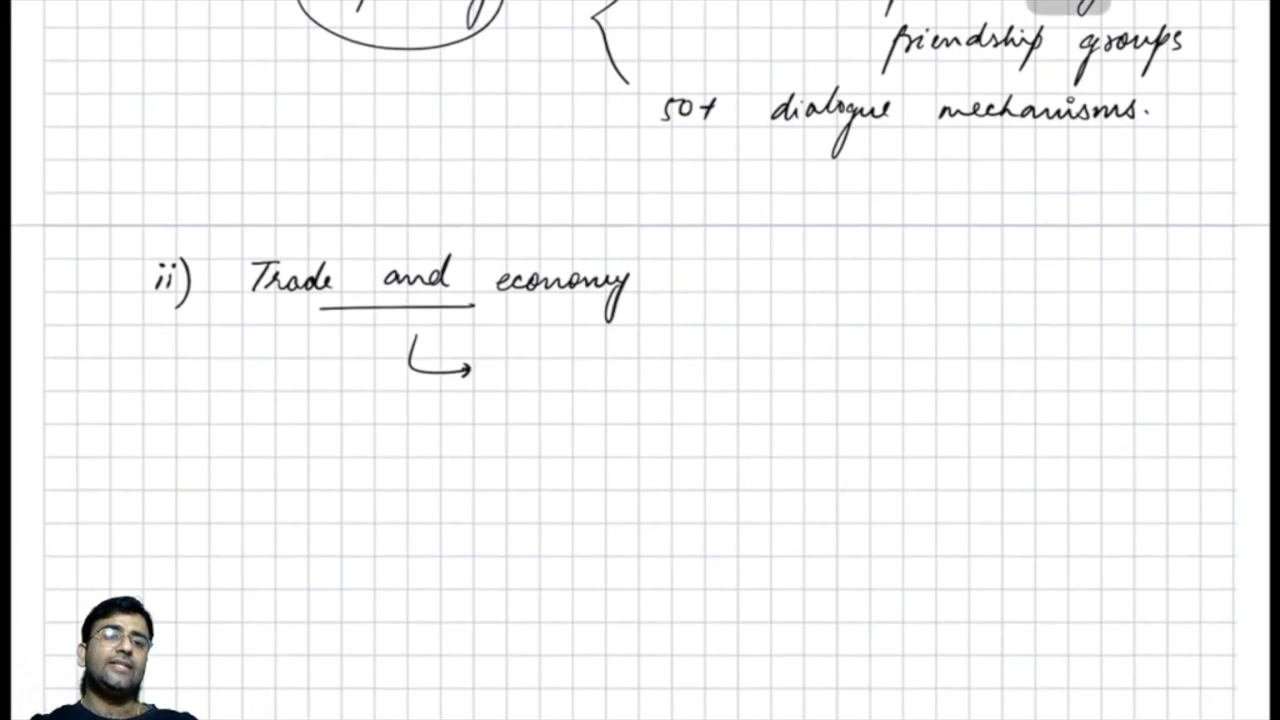 friendship groups
50+ dialogue mechanisms.
ii) Trade and economy